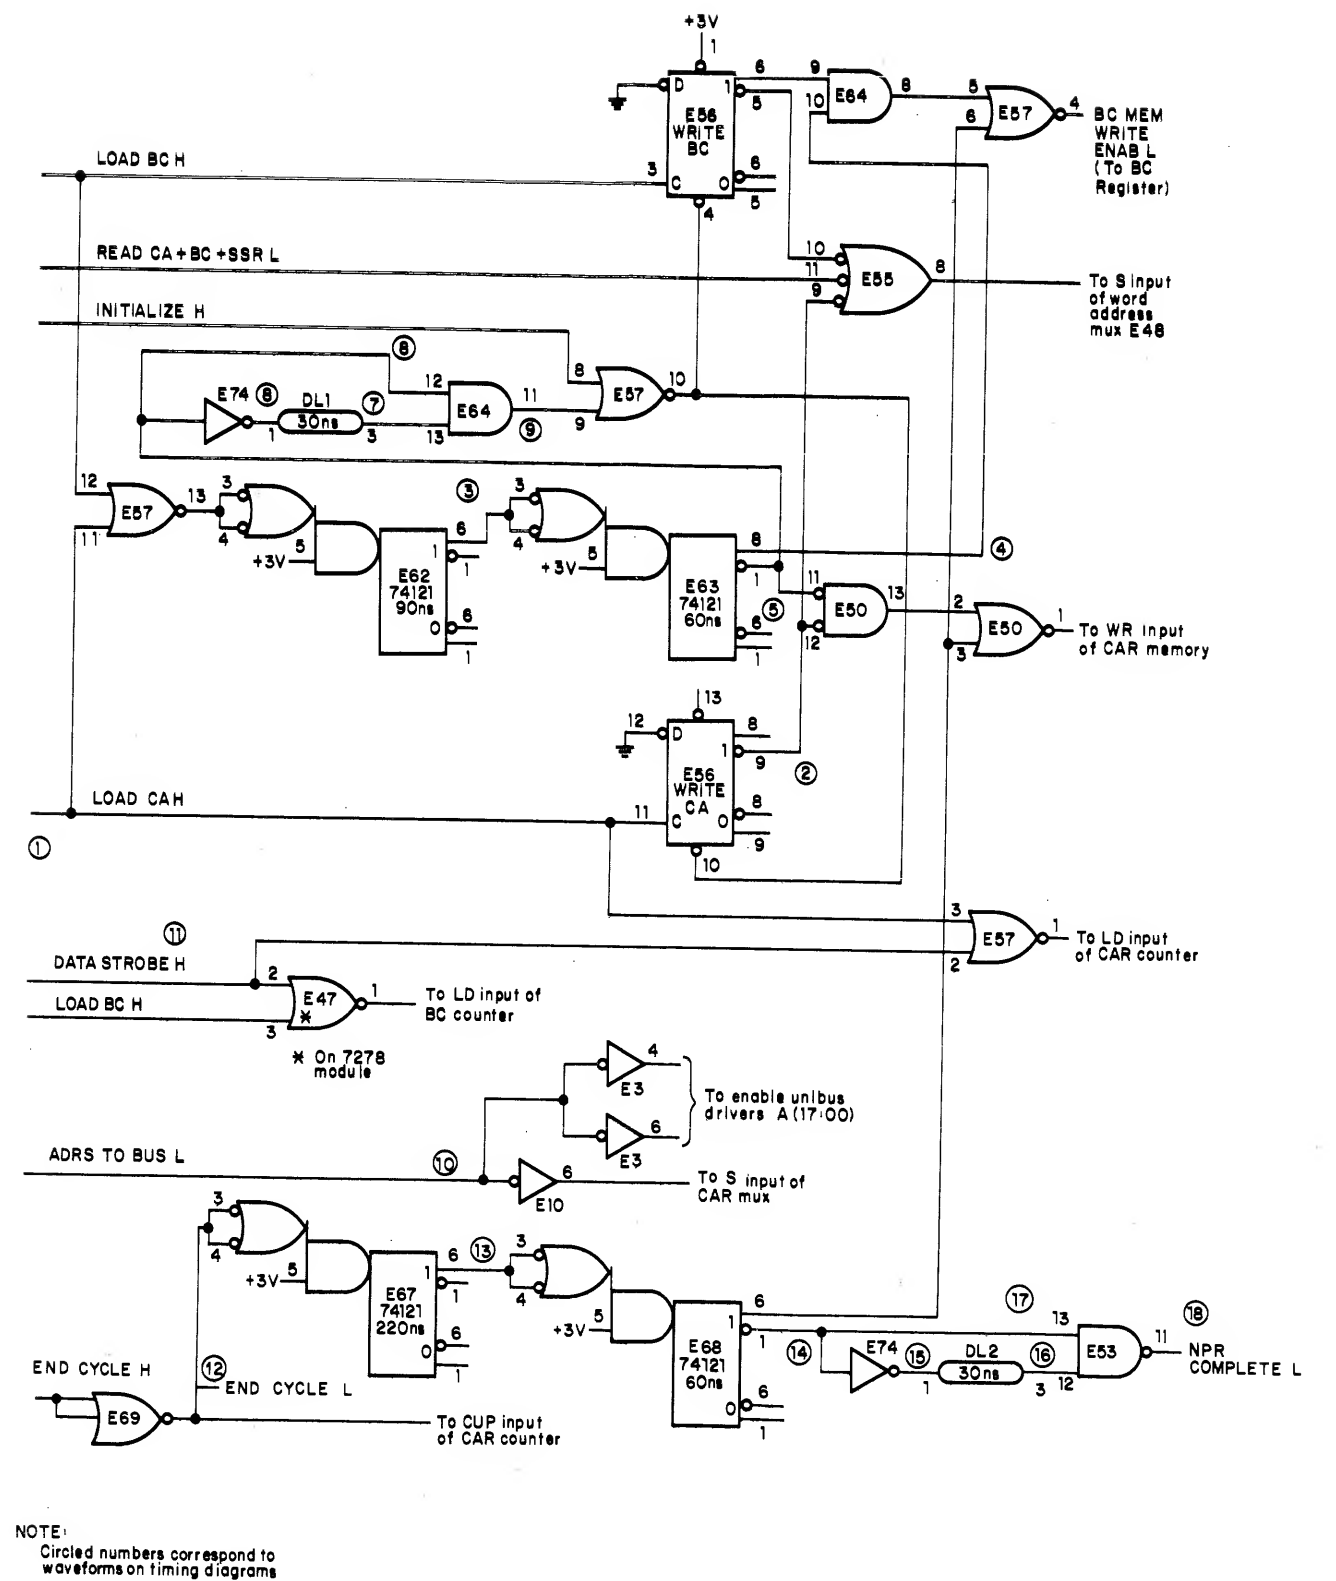 +3V
1
6
9
D
1
E64
8
5
4
10
5
E57
6
E56
WRITE
BC
BC MEM
WRITE
ENAB L
(To BC
Register)
LOAD BC H
3
C
0
6
5
4
READ CA+BC+SSR L
10
11
9
E55
8
To S input
of word
address
mux E48
INITIALIZE H
8
8
12
E57
10
E74
8
DL1
30ns
7
E64
11
9
9
1
3
13
12
E57
13
11
3
4
+3V
5
3
6
1
1
E62
74121
90ns
0
6
1
3
4
+3V
5
8
4
1
E63
74121
60ns
5
0
6
1
11
12
E50
13
2
3
E50
1
To WR input
of CAR memory
13
12
D
8
1
9
2
E56
WRITE
CA
LOAD CA H
11
C
0
8
9
10
1
3
E57
1
2
To LD input
of CAR counter
11
DATA STROBE H
2
E47
*
1
To LD input of
BC counter
LOAD BC H
3
* On 7278
module
4
E3
6
E3
To enable unibus
drivers A(17:00)
ADRS TO BUS L
10
6
E10
To S input of
CAR mux
3
4
+3V
5
6
13
1
1
E67
74121
220ns
0
6
1
3
4
+3V
5
6
1
1
E68
74121
60ns
0
6
1
14
E74
15
1
DL2
30ns
16
3
17
13
12
E53
11
18
NPR
COMPLETE L
END CYCLE H
12
END CYCLE L
E69
To CUP input
of CAR counter
NOTE:
Circled numbers correspond to
waveforms on timing diagrams